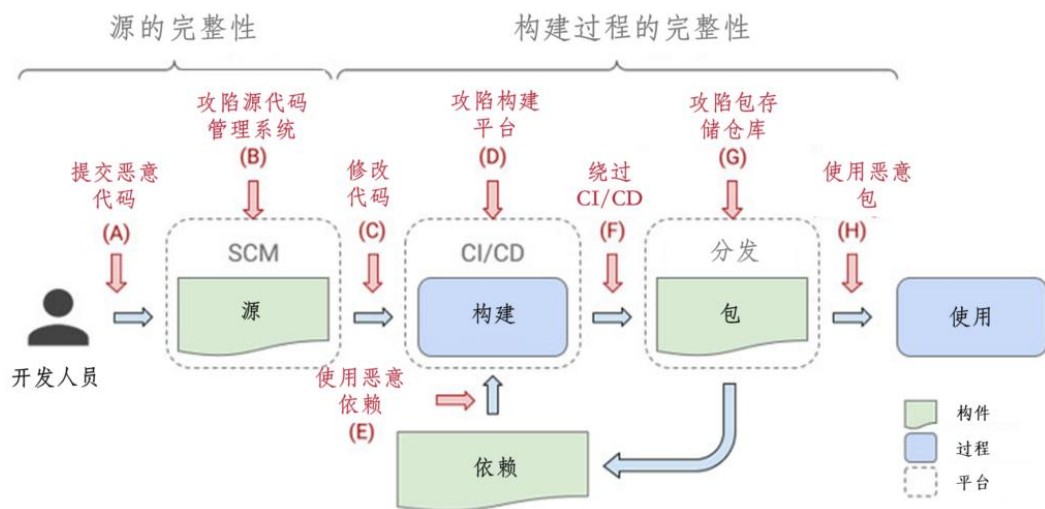 源的完整性
构建过程的完整性
攻陷源代码
管理系统
(B)
攻陷构建
平台
(D)
攻陷包存
储仓库
(G)
提交恶意
代码
(A)
修改
代码
(C)
绕过
CI/CD
(F)
使用恶意
包
(H)
SCM
CI/CD
分发
源
构建
包
使用
开发人员
使用恶意
依赖
(E)
依赖
构件
过程
平台